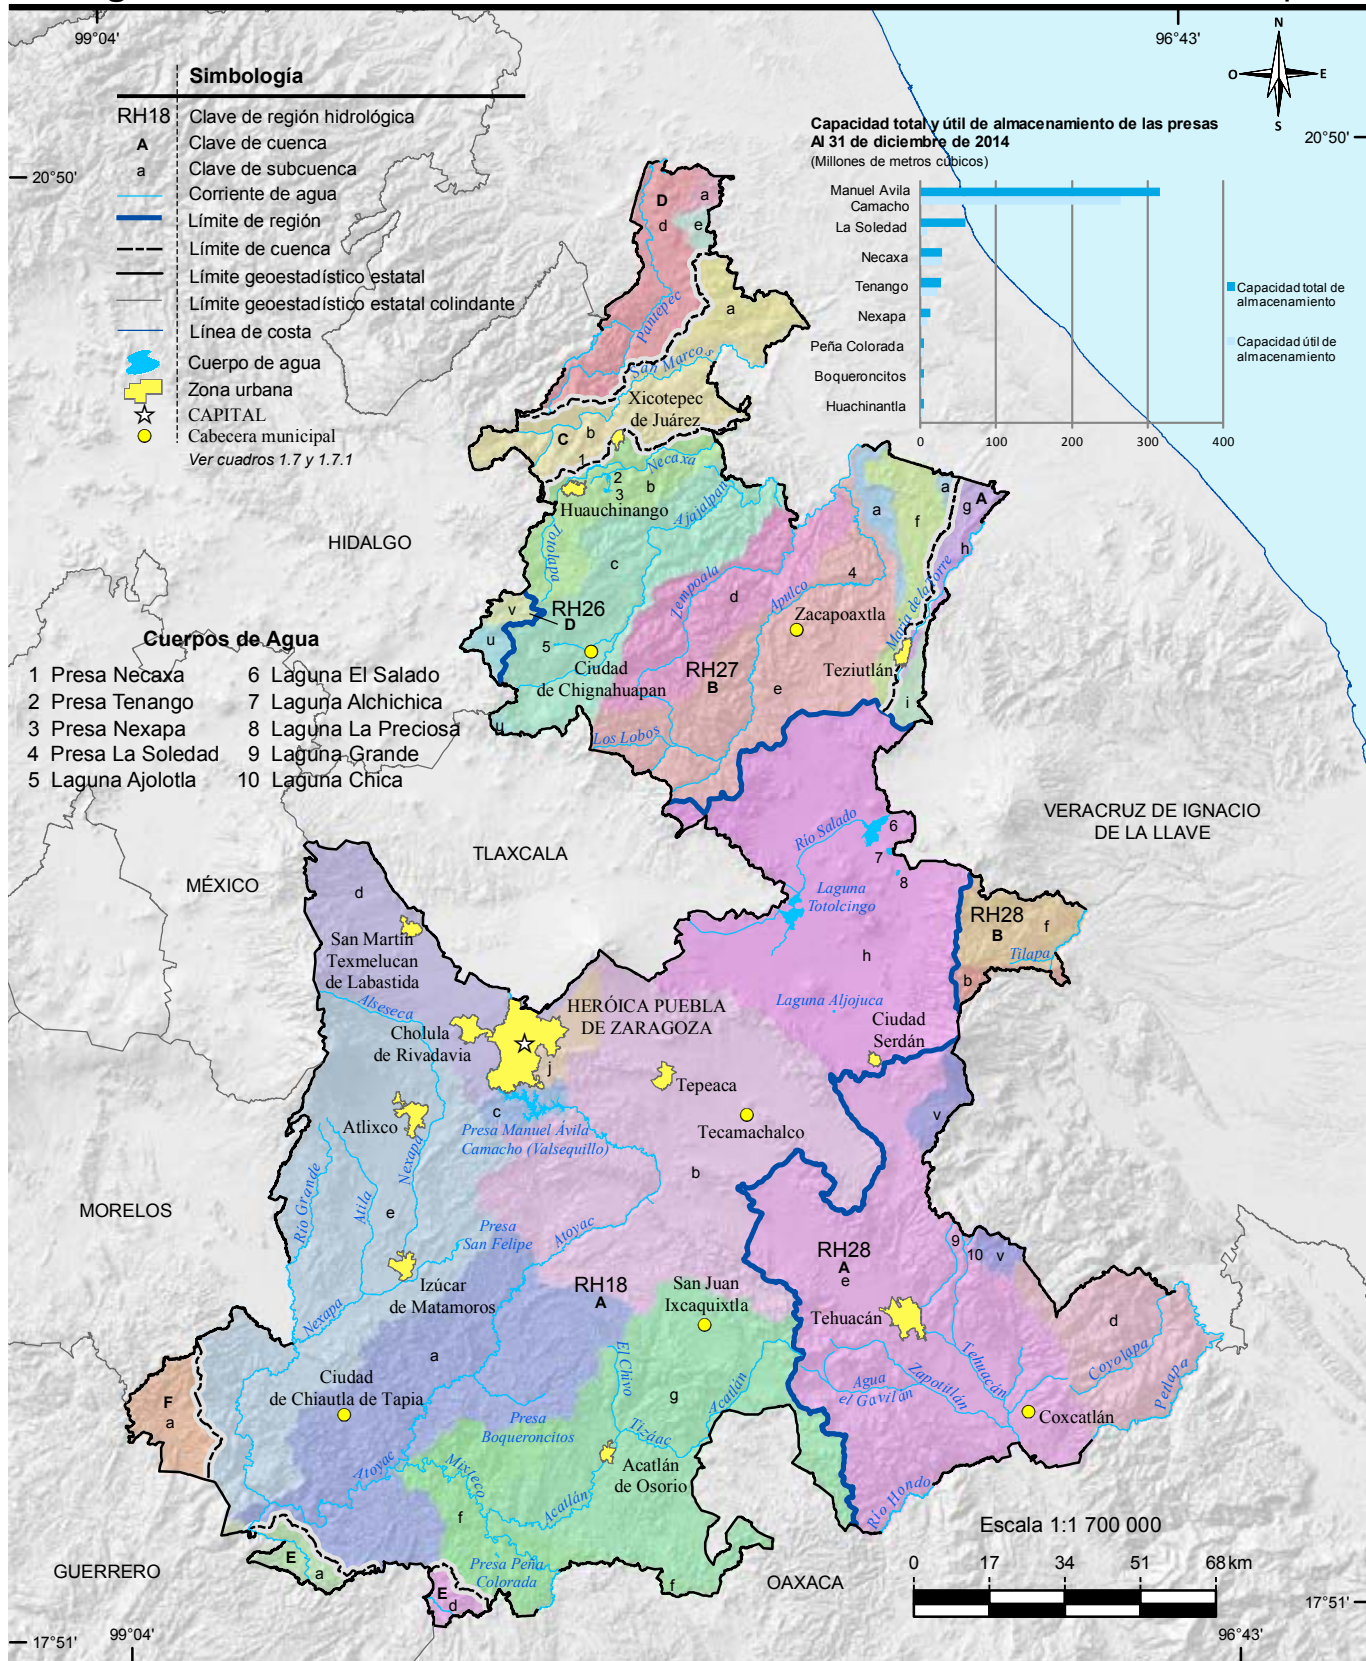 99°04'
96°43'
N
O
E
S
Simbología
RH18 Clave de región hidrológica
A Clave de cuenca
a Clave de subcuenca
Corriente de agua
Límite de región
Límite de cuenca
Límite geoestadístico estatal
Límite geoestadístico estatal colindante
Línea de costa
Cuerpo de agua
Zona urbana
CAPITAL
Cabecera municipal
Ver cuadros 1.7 y 1.7.1
20°50'
20°50'
Capacidad total y útil de almacenamiento de las presas
Al 31 de diciembre de 2014
(Millones de metros cúbicos)
Manuel Avila
Camacho
La Soledad
Necaxa
Tenango
Nexapa
Peña Colorada
Boqueroncitos
Huachinantla
0 100 200 300 400
Capacidad total de
almacenamiento
Capacidad útil de
almacenamiento
D
a
d
e
Pantepec
a
San Marcos
Xicotepec
de Juárez
C
b
1
2
3
Necaxa
b
Huauchinango
Ajajalpan
Totolapa
c
HIDALGO
v
RH26
D
u
5
Ciudad
de Chignahuapan
u
Zempoala
d
Apulco
4
Zacapoaxtla
a
f
a
g
A
h
María de la Torre
Teziutlán
i
RH27
B
e
Los Lobos
Cuerpos de Agua
1 Presa Necaxa
2 Presa Tenango
3 Presa Nexapa
4 Presa La Soledad
5 Laguna Ajolotla
6 Laguna El Salado
7 Laguna Alchichica
8 Laguna La Preciosa
9 Laguna Grande
10 Laguna Chica
VERACRUZ DE IGNACIO
DE LA LLAVE
TLAXCALA
MÉXICO
Río Salado
6
7
8
Laguna
Totolcingo
RH28
B
f
Tilapa
b
h
Laguna Aljojuca
Ciudad
Serdán
d
San Martín
Texmelucan
de Labastida
Alseseca
HERÓICA PUEBLA
DE ZARAGOZA
Cholula
de Rivadavia
j
Tepeaca
c
Presa Manuel Ávila
Camacho (Valsequillo)
Tecamachalco
v
Atlixco
Nexapa
Río Grande
Atila
e
b
MORELOS
Presa
San Felipe
Atoyac
Izúcar
de Matamoros
Nexapa
RH18
A
San Juan
Ixcaquixtla
RH28
A
e
9
10
v
Tehuacán
d
Coyolapa
Petlapa
Tehuacán
Zapotitlán
Agua
el Gavilán
Coxcatlán
Río Hondo
F
a
Ciudad
de Chiautla de Tapia
a
El Chivo
g
Acatlán
Tizáac
Presa
Boqueroncitos
Acatlán
de Osorio
Atoyac
Mixteco
Acatlán
f
Presa Peña
Colorada
f
E
a
E
d
GUERRERO
OAXACA
Escala 1:1 700 000
0 17 34 51 68 km
17°51'
17°51'
99°04'
96°43'